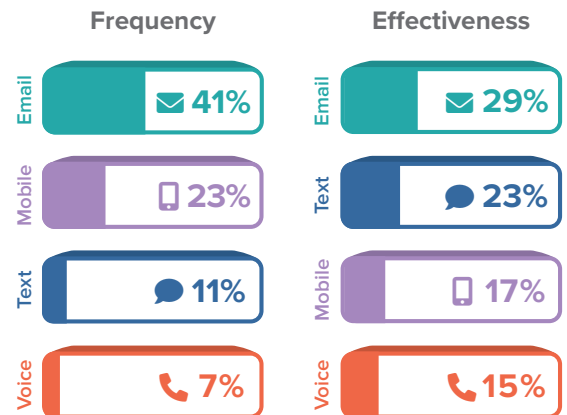 Frequency
Email
41%
Mobile
23%
Text
11%
Voice
7%
Effectiveness
Email
29%
Text
23%
Mobile
17%
Voice
15%